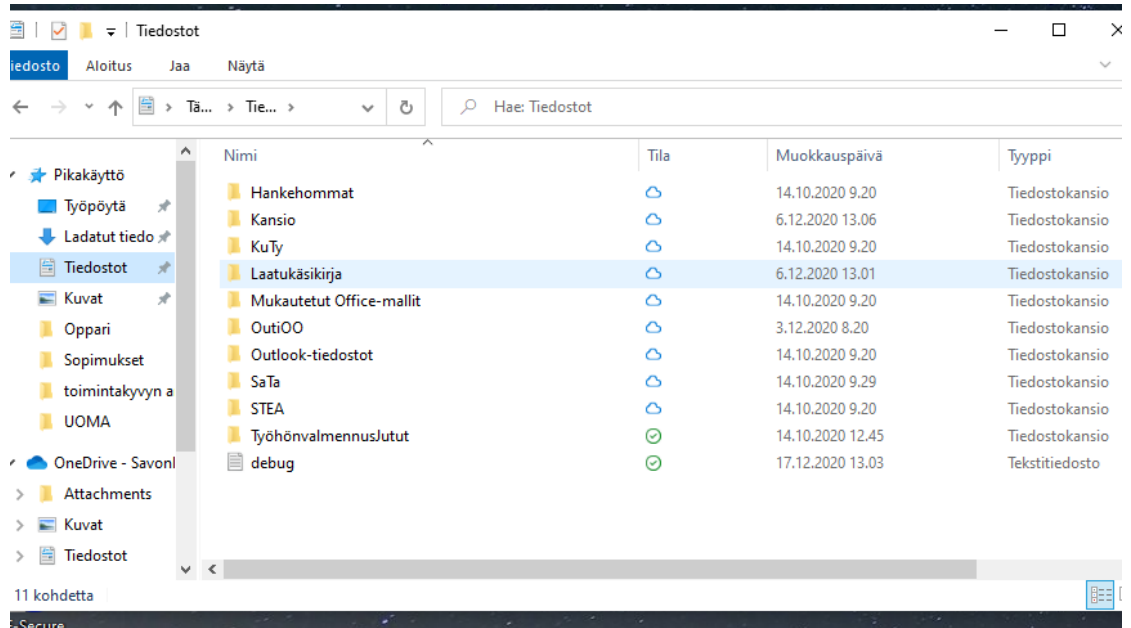 Tiedostot
iedosto Aloitus Jaa Näytä
Tä... Tie... Hae: Tiedostot
Nimi Tila Muokkauspäivä Tyyppi
Pikakäyttö
Työpöytä
Ladatut tiedo
Tiedostot
Kuvat
Oppari
Sopimukset
toimintakyvyn a
UOMA
OneDrive - Savonl
Attachments
Kuvat
Tiedostot
Hankehommat 14.10.2020 9.20 Tiedostokansio
Kansio 6.12.2020 13.06 Tiedostokansio
KuTy 14.10.2020 9.20 Tiedostokansio
Laatukäsikirja 6.12.2020 13.01 Tiedostokansio
Mukautetut Office-mallit 14.10.2020 9.20 Tiedostokansio
OutiOO 3.12.2020 8.20 Tiedostokansio
Outlook-tiedostot 14.10.2020 9.20 Tiedostokansio
SaTa 14.10.2020 9.29 Tiedostokansio
STEA 14.10.2020 9.20 Tiedostokansio
TyöhönvalmennusJutut 14.10.2020 12.45 Tiedostokansio
debug 17.12.2020 13.03 Tekstitiedosto
11 kohdetta
-Secure